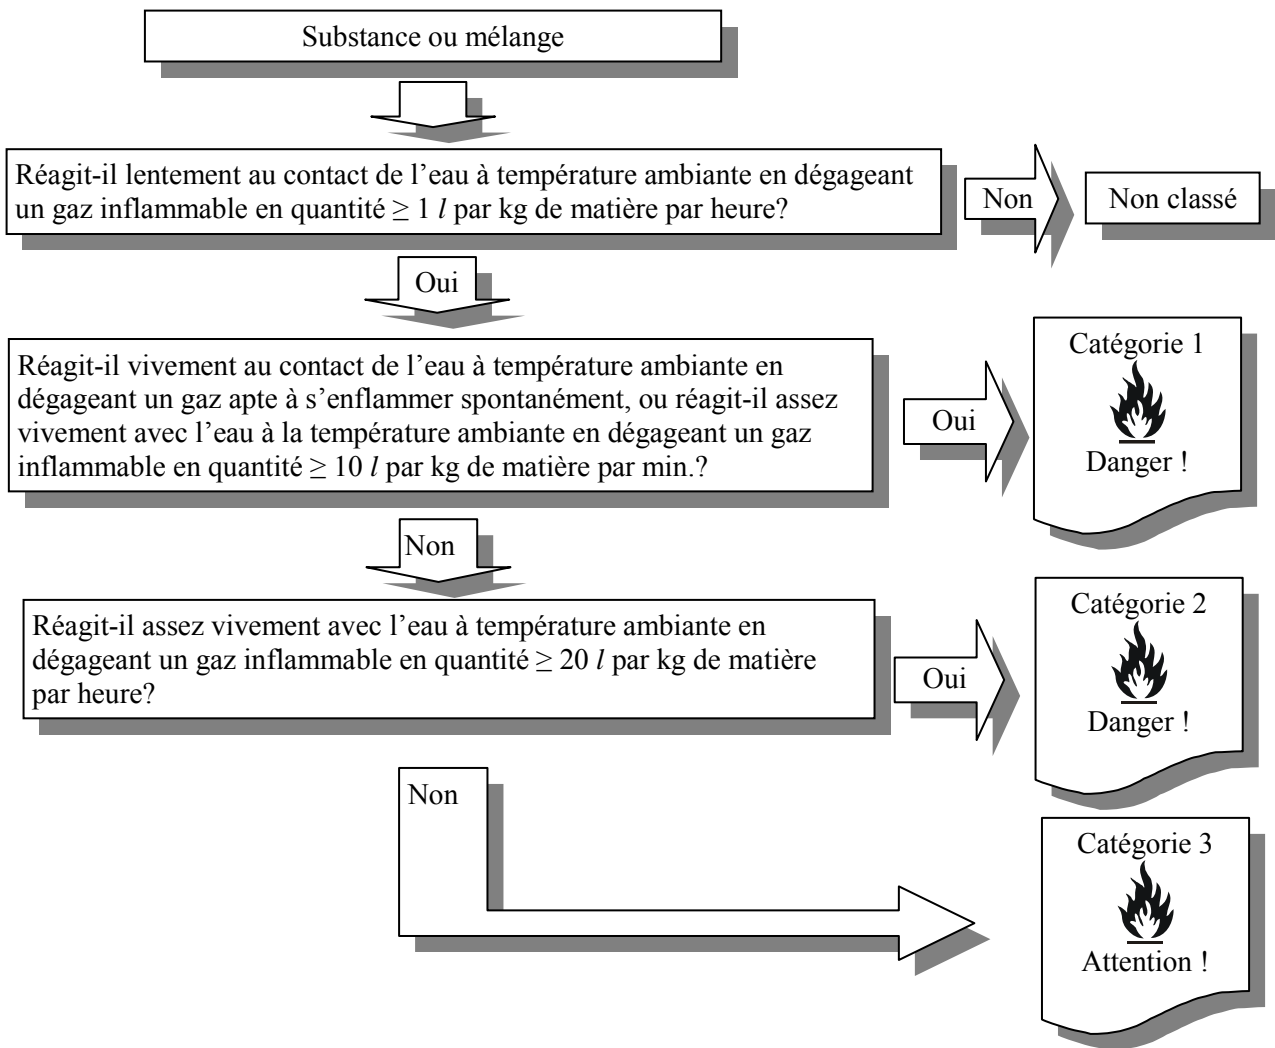 Substance ou mélange
Réagit-il lentement au contact de l’eau à température ambiante en dégageant
un gaz inflammable en quantité ≥ 1 l par kg de matière par heure?
Non
Non classé
Oui
Réagit-il vivement au contact de l’eau à température ambiante en
dégageant un gaz apte à s’enflammer spontanément, ou réagit-il assez
vivement avec l’eau à la température ambiante en dégageant un gaz
inflammable en quantité ≥ 10 l par kg de matière par min.?
Oui
Catégorie 1
Danger !
Non
Réagit-il assez vivement avec l’eau à température ambiante en
dégageant un gaz inflammable en quantité ≥ 20 l par kg de matière
par heure?
Oui
Catégorie 2
Danger !
Non
Catégorie 3
Attention !